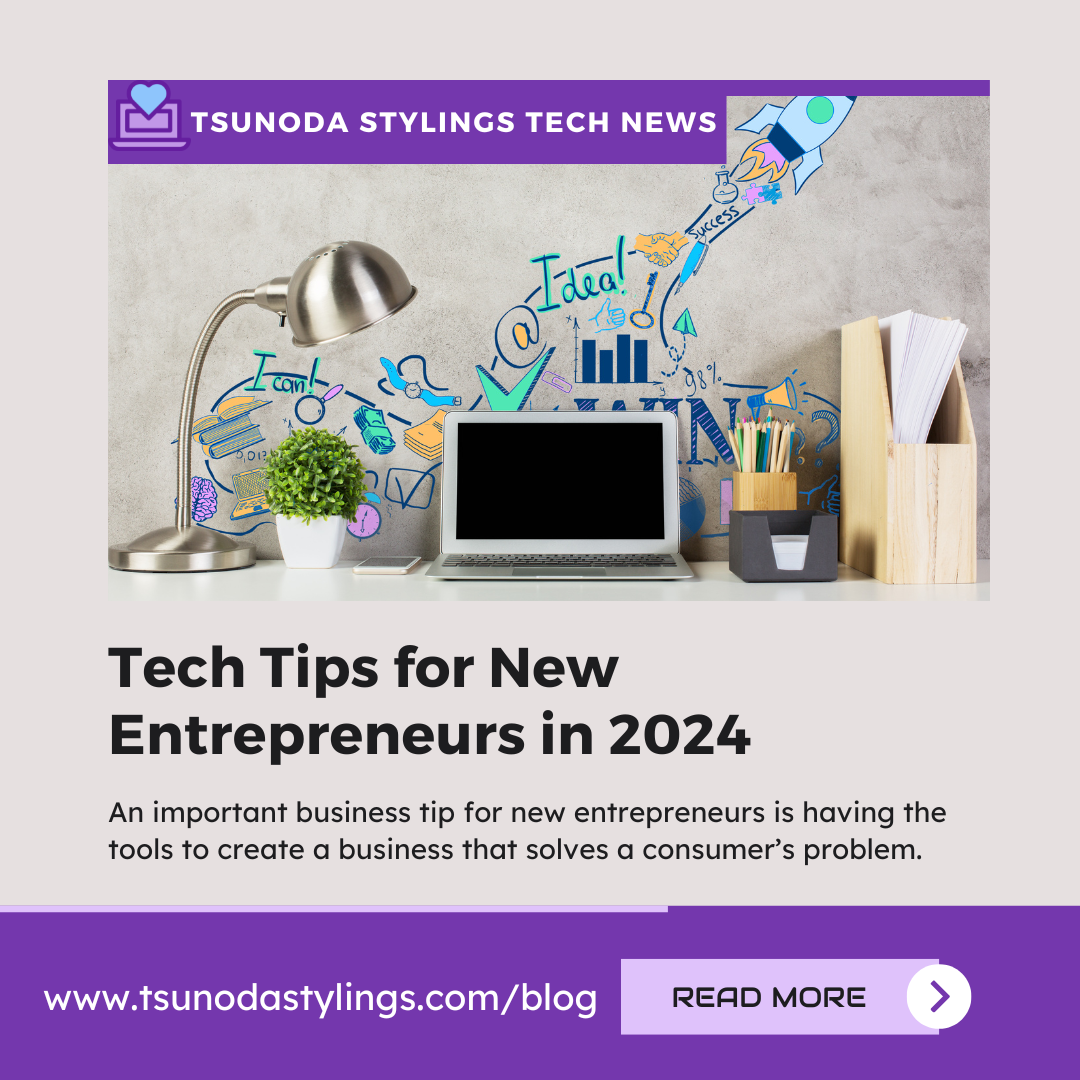 TSUNODA STYLINGS TECH NEWS
Success
Idea!
I can!
98%
WIN
Tech Tips for New
Entrepreneurs in 2024
An important business tip for new entrepreneurs is having the
tools to create a business that solves a consumer’s problem.
www.tsunodastylings.com/blog
READ MORE